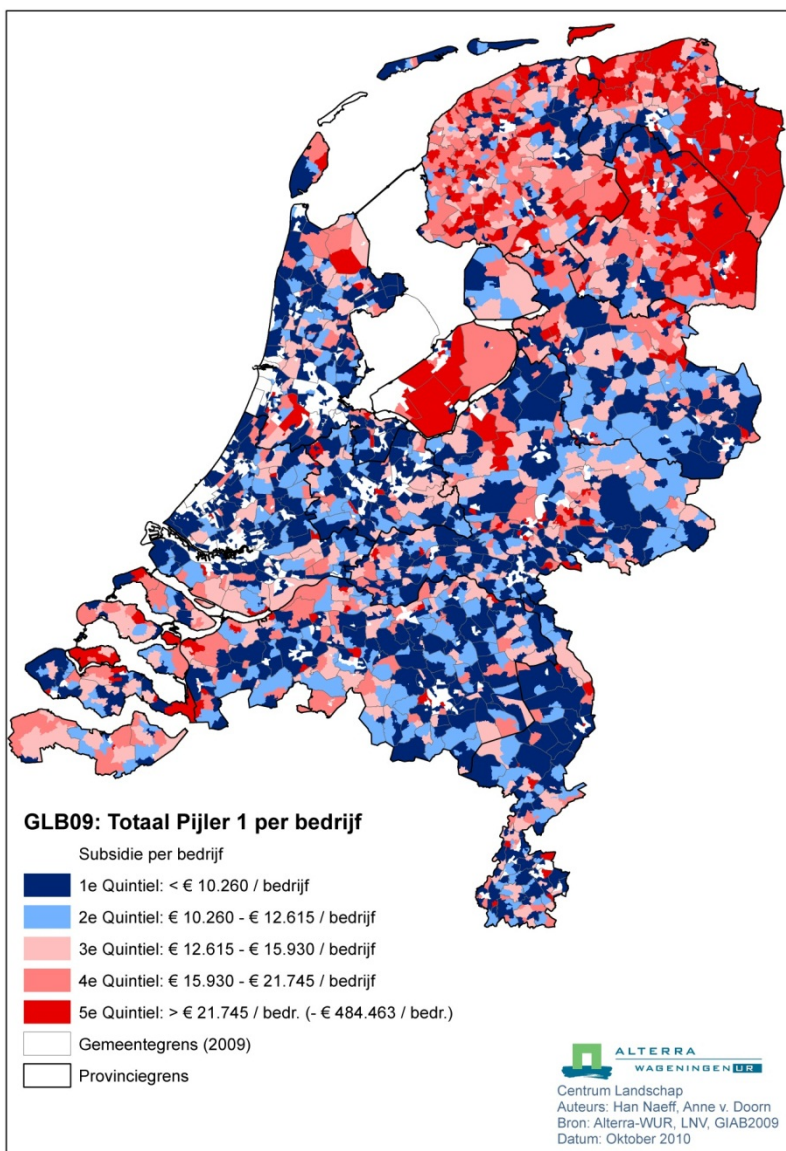 GLB09: Totaal Pijler 1 per bedrijf
Subsidie per bedrijf
1e Quintiel: < € 10.260 / bedrijf
2e Quintiel: € 10.260 - € 12.615 / bedrijf
3e Quintiel: € 12.615 - € 15.930 / bedrijf
4e Quintiel: € 15.930 - € 21.745 / bedrijf
5e Quintiel: > € 21.745 / bedr. (- € 484.463 / bedr.)
Gemeentegrens (2009)
Provinciegrens
ALTERRA
WAGENINGEN UR
Centrum Landschap
Auteurs: Han Naeff, Anne v. Doorn
Bron: Alterra-WUR, LNV, GIAB2009
Datum: Oktober 2010